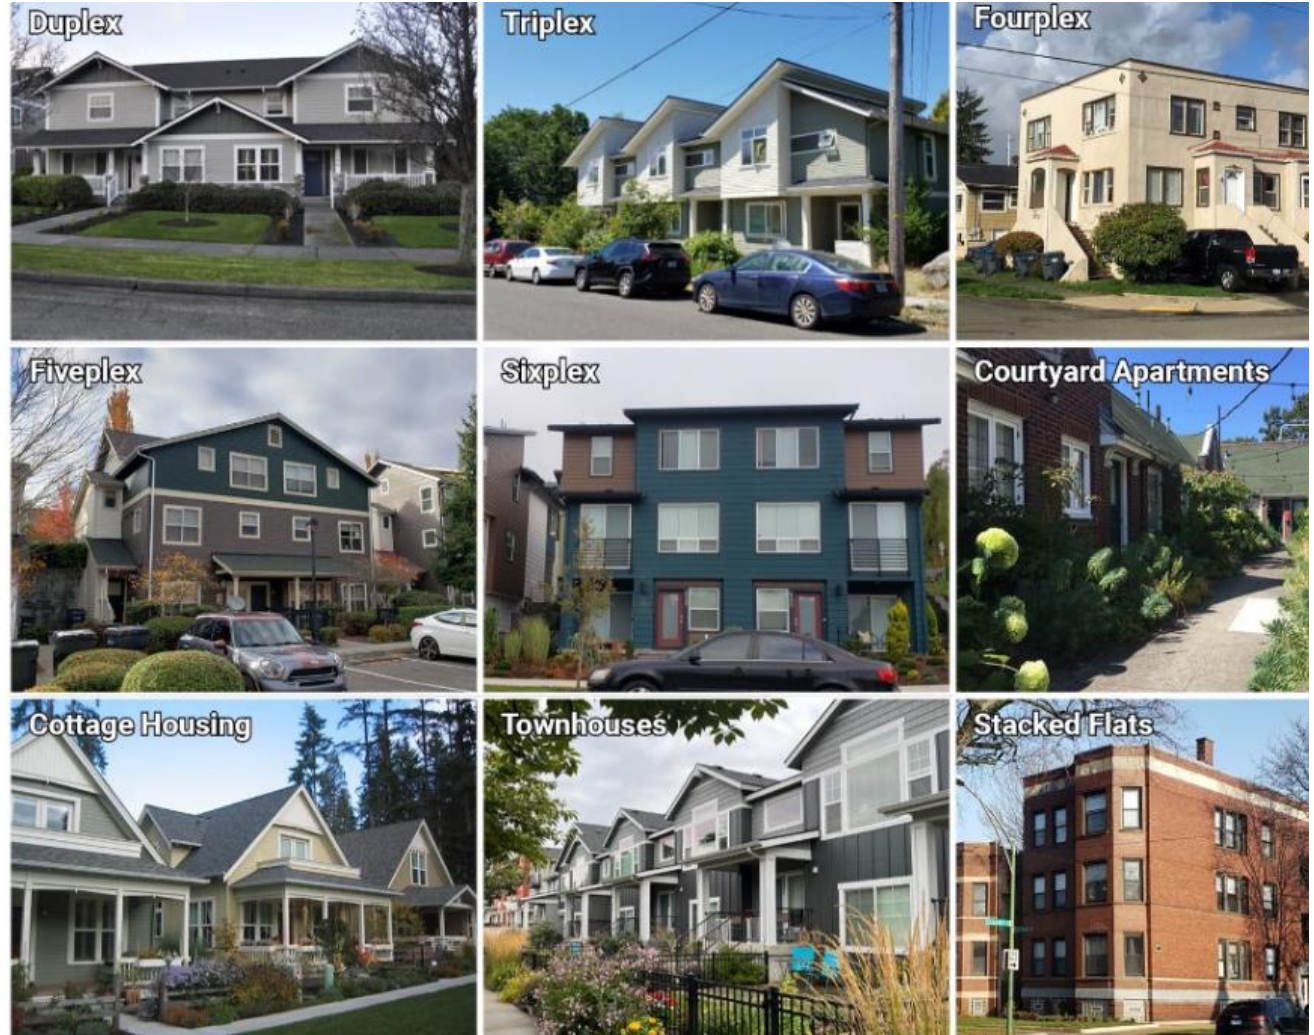 Duplex
Triplex
Fourplex
Fiveplex
Sixplex
Courtyard Apartments
Cottage Housing
Townhouses
Stacked Flats